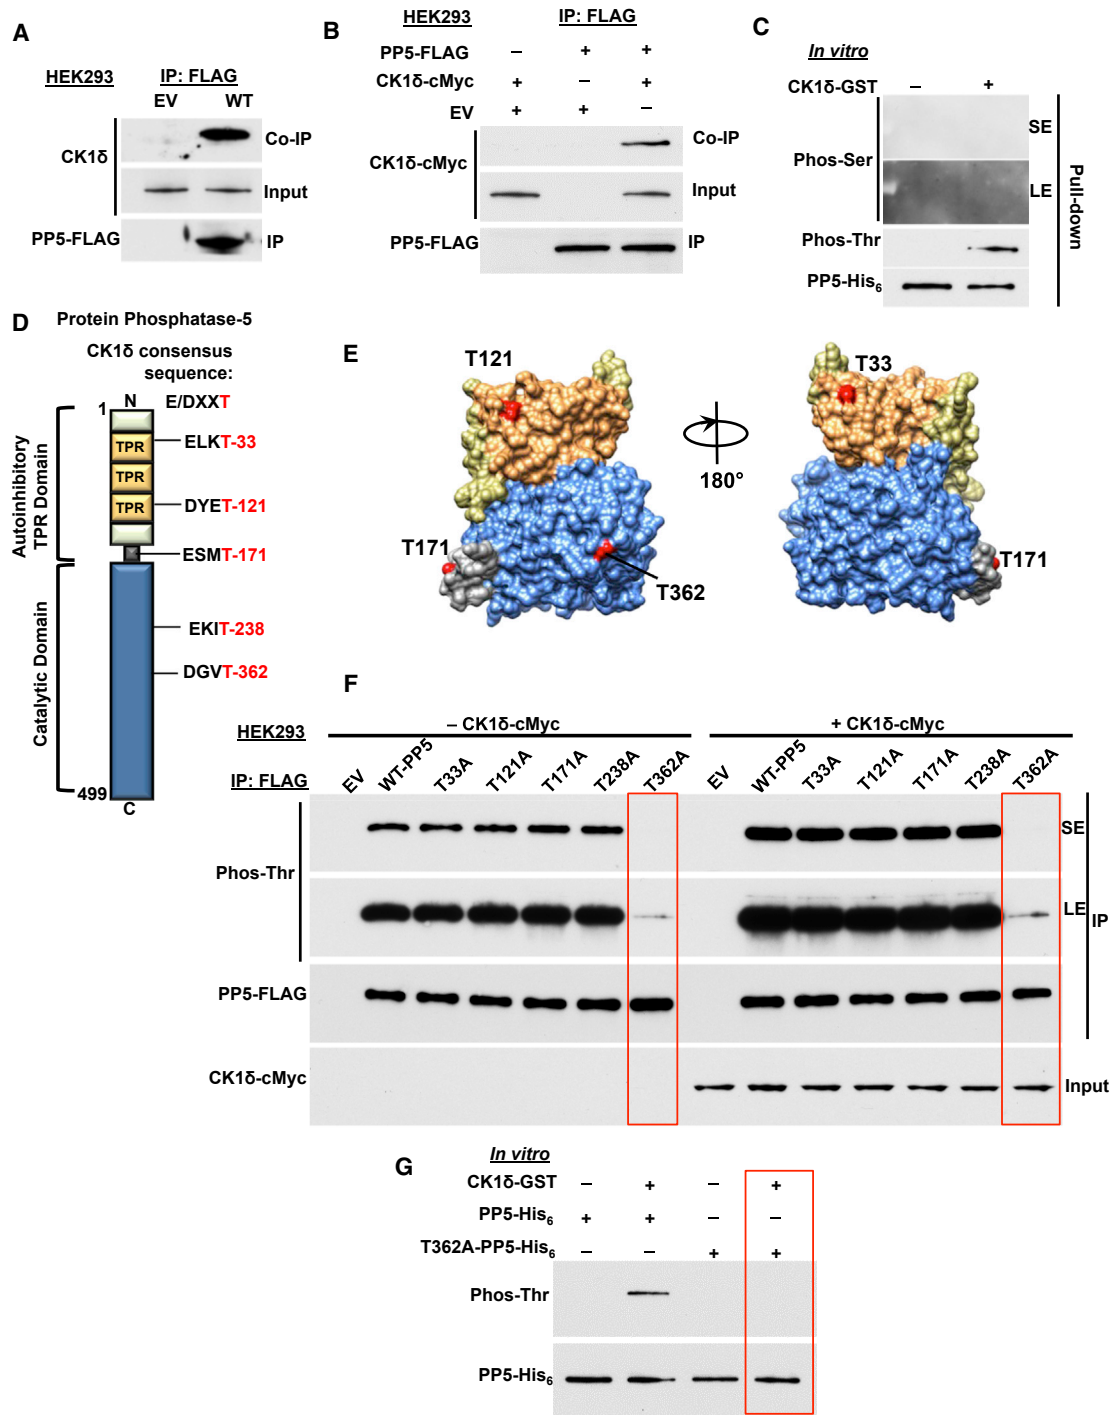 A
HEK293 IP: FLAG
EV WT
CK1δ
Co-IP
Input
PP5-FLAG
IP
B
HEK293 IP: FLAG
PP5-FLAG – + +
CK1δ-cMyc + – +
EV + + –
CK1δ-cMyc
Co-IP
Input
PP5-FLAG
IP
C
In vitro
CK1δ-GST – +
Phos-Ser
SE
LE
Phos-Thr
PP5-His6
Pull-down
D
Protein Phosphatase-5
CK1δ consensus
sequence:
1 N E/DXXT
TPR ELKT-33
TPR
TPR DYET-121
ESMT-171
EKIT-238
DGVT-362
499
C
Autoinhibitory
TPR Domain
Catalytic Domain
E
T121
T171
T362
180°
T33
T171
F
HEK293 – CK1δ-cMyc + CK1δ-cMyc
IP: FLAG EV WT-PP5 T33A T121A T171A T238A T362A EV WT-PP5 T33A T121A T171A T238A T362A
Phos-Thr
SE
LE
IP
PP5-FLAG
CK1δ-cMyc
Input
G
In vitro
CK1δ-GST – + – +
PP5-His6 + + – –
T362A-PP5-His6 – – + +
Phos-Thr
PP5-His6